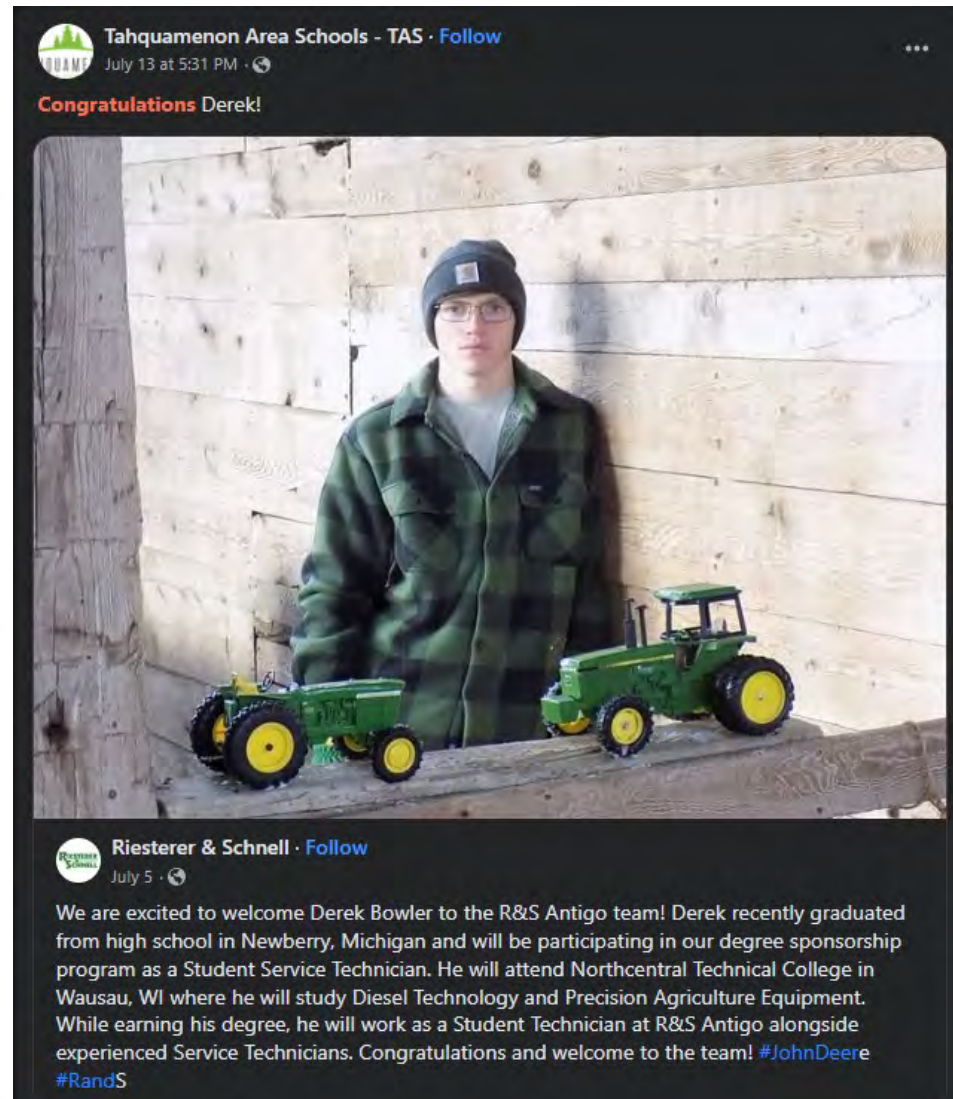 Tahquamenon Area Schools - TAS · Follow
July 13 at 5:31 PM ·
Congratulations Derek!
Riesterer & Schnell · Follow
RIESTERER
& SCHNELL
July 5 ·
We are excited to welcome Derek Bowler to the R&S Antigo team! Derek recently graduated
from high school in Newberry, Michigan and will be participating in our degree sponsorship
program as a Student Service Technician. He will attend Northcentral Technical College in
Wausau, WI where he will study Diesel Technology and Precision Agriculture Equipment.
While earning his degree, he will work as a Student Technician at R&S Antigo alongside
experienced Service Technicians. Congratulations and welcome to the team! #JohnDeere
#RandS